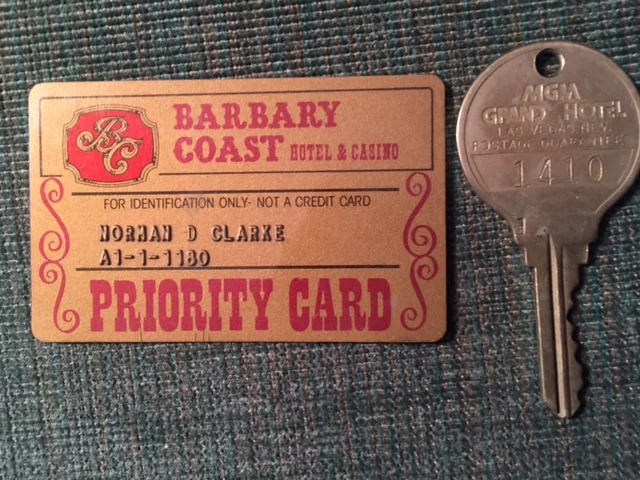 BC
BARBARY
COAST HOTEL & CASINO
FOR IDENTIFICATION ONLY- NOT A CREDIT CARD
NORMAN D CLARKE
A1-1-1180
PRIORITY CARD
MGM
GRAND HOTEL
LAS VEGAS, NEV.
POSTAGE GUARANTEE
1410